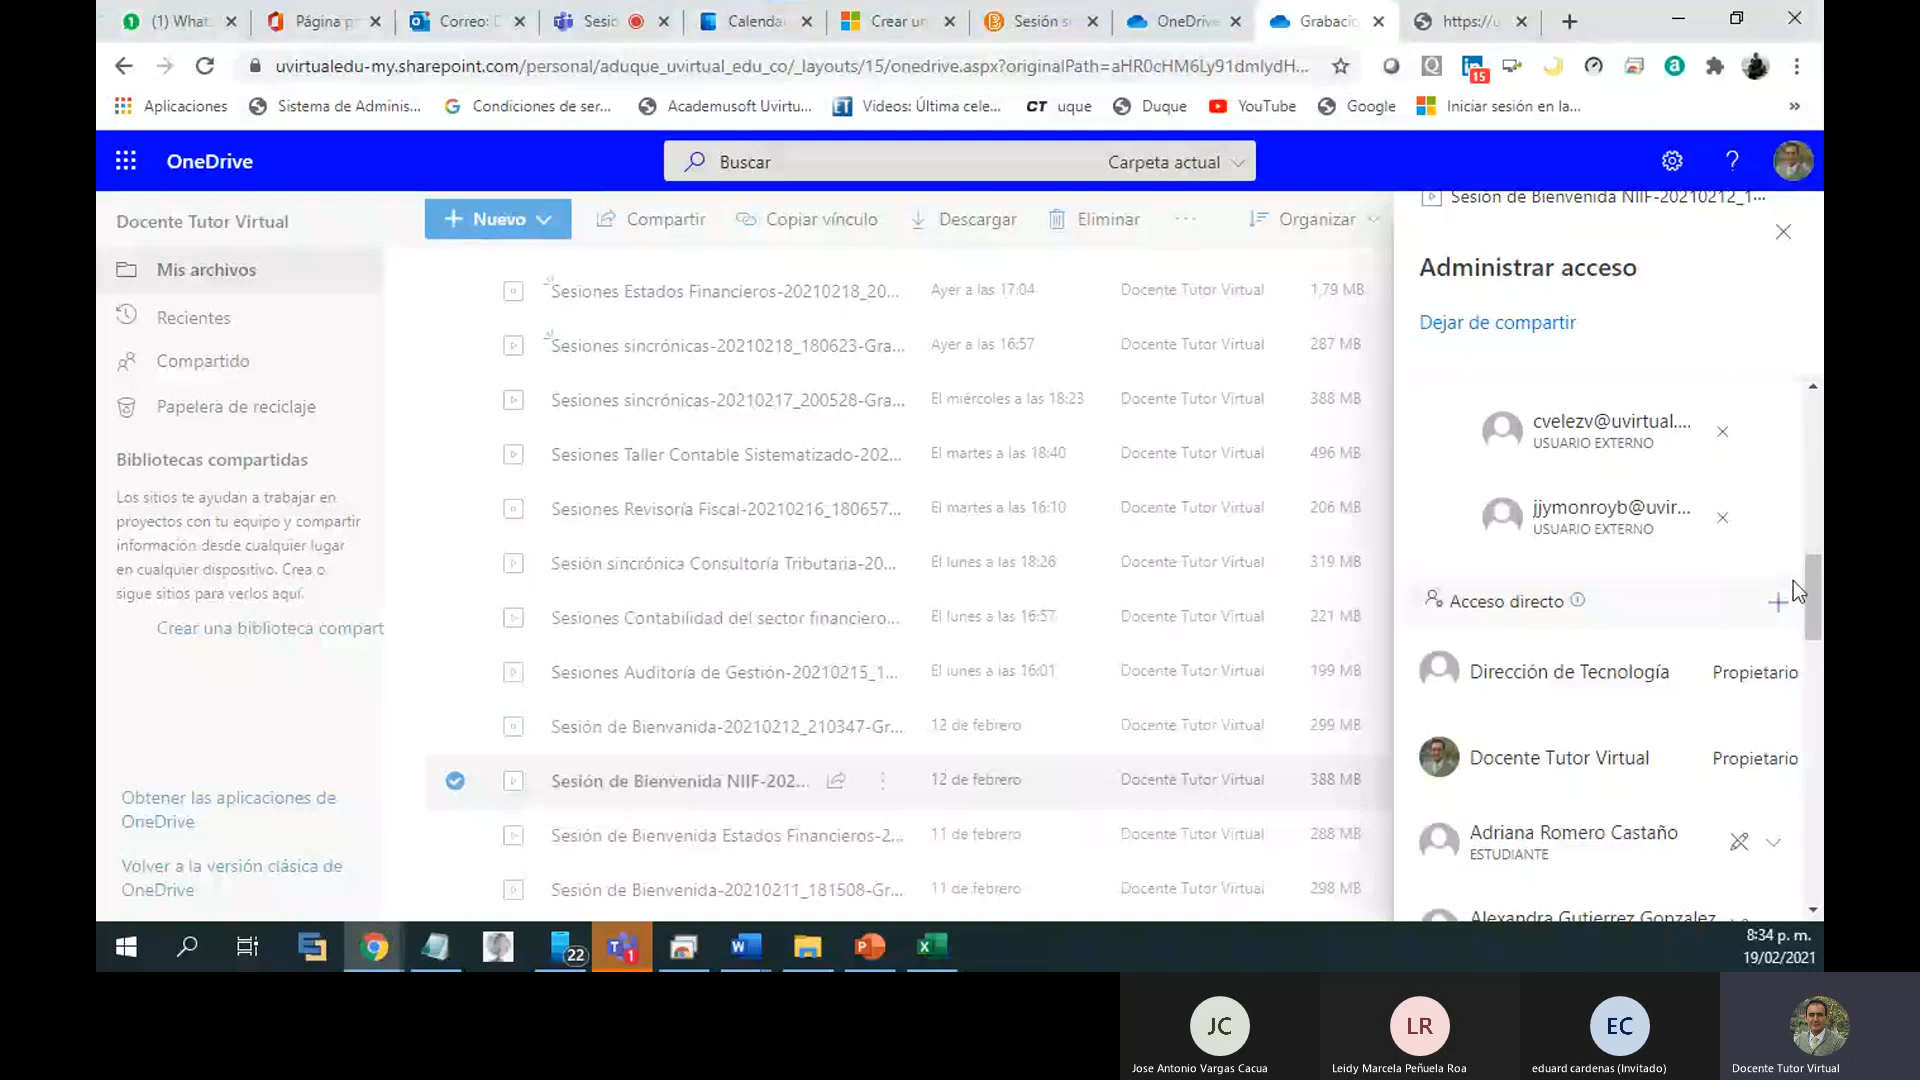 (1) What
Página p
Correo: D
Sesic
Calenda
Crear un
Sesión s
OneDrive
Grabacio
https://u
uvirtualedu-my.sharepoint.com/personal/aduque_uvirtual_edu_co/_layouts/15/onedrive.aspx?originalPath=aHR0cHM6Ly91dmlydH...
15
Aplicaciones
Sistema de Adminis...
Condiciones de ser...
Academusoft Uvirtu...
Videos: Última cele...
CT uque
Duque
YouTube
Google
Iniciar sesión en la...
OneDrive
Buscar
Carpeta actual
Docente Tutor Virtual
Mis archivos
Recientes
Compartido
Papelera de reciclaje
Bibliotecas compartidas
Los sitios te ayudan a trabajar en
proyectos con tu equipo y compartir
información desde cualquier lugar
en cualquier dispositivo. Crea o
sigue sitios para verlos aquí.
Crear una biblioteca compart
Obtener las aplicaciones de
OneDrive
Volver a la versión clásica de
OneDrive
Nuevo
Compartir
Copiar vínculo
Descargar
Eliminar
Organizar
Sesiones Estados Financieros-20210218_20... Ayer a las 17:04 Docente Tutor Virtual 1,79 MB
Sesiones sincrónicas-20210218_180623-Gra... Ayer a las 16:57 Docente Tutor Virtual 287 MB
Sesiones sincrónicas-20210217_200528-Gra... El miércoles a las 18:23 Docente Tutor Virtual 388 MB
Sesiones Taller Contable Sistematizado-202... El martes a las 18:40 Docente Tutor Virtual 496 MB
Sesiones Revisoría Fiscal-20210216_180657... El martes a las 16:10 Docente Tutor Virtual 206 MB
Sesión sincrónica Consultoría Tributaria-20... El lunes a las 18:26 Docente Tutor Virtual 319 MB
Sesiones Contabilidad del sector financiero... El lunes a las 16:57 Docente Tutor Virtual 221 MB
Sesiones Auditoría de Gestión-20210215_1... El lunes a las 16:01 Docente Tutor Virtual 199 MB
Sesión de Bienvanida-20210212_210347-Gr... 12 de febrero Docente Tutor Virtual 299 MB
Sesión de Bienvenida NIIF-202... 12 de febrero Docente Tutor Virtual 388 MB
Sesión de Bienvenida Estados Financieros-2... 11 de febrero Docente Tutor Virtual 288 MB
Sesión de Bienvenida-20210211_181508-Gr... 11 de febrero Docente Tutor Virtual 298 MB
Sesión de Bienvenida NIIF-20210212_1...
Administrar acceso
Dejar de compartir
cvelezv@uvirtual....
USUARIO EXTERNO
jjymonroyb@uvir...
USUARIO EXTERNO
Acceso directo
Dirección de Tecnología Propietario
Docente Tutor Virtual Propietario
Adriana Romero Castaño
ESTUDIANTE
Alexandra Gutierrez Gonzalez
22
1
8:34 p. m.
19/02/2021
JC
Jose Antonio Vargas Cacua
LR
Leidy Marcela Peñuela Roa
EC
eduard cardenas (Invitado)
Docente Tutor Virtual